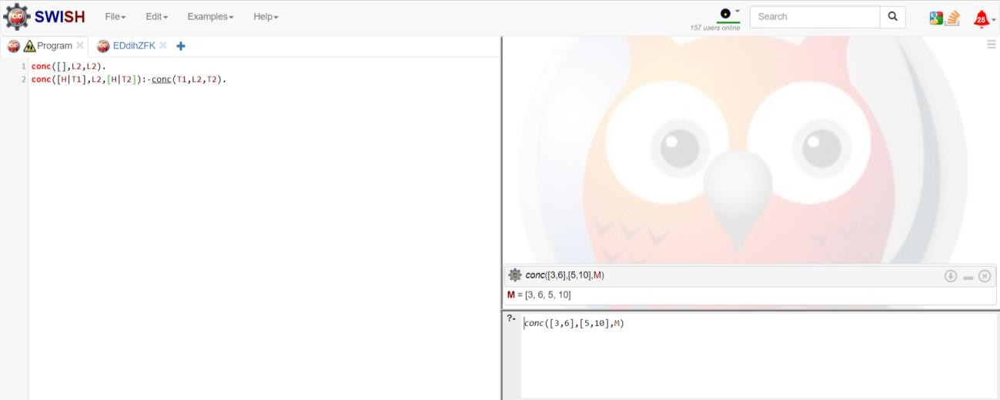 SWISH File Edit Examples Help 157 users online Search 25
Program EDdihZFK
1 conc([],L2,L2).
2 conc([H|T1],L2,[H|T2]):-conc(T1,L2,T2).
conc([3,6],[5,10],M)
M = [3, 6, 5, 10]
?- conc([3,6],[5,10],M)